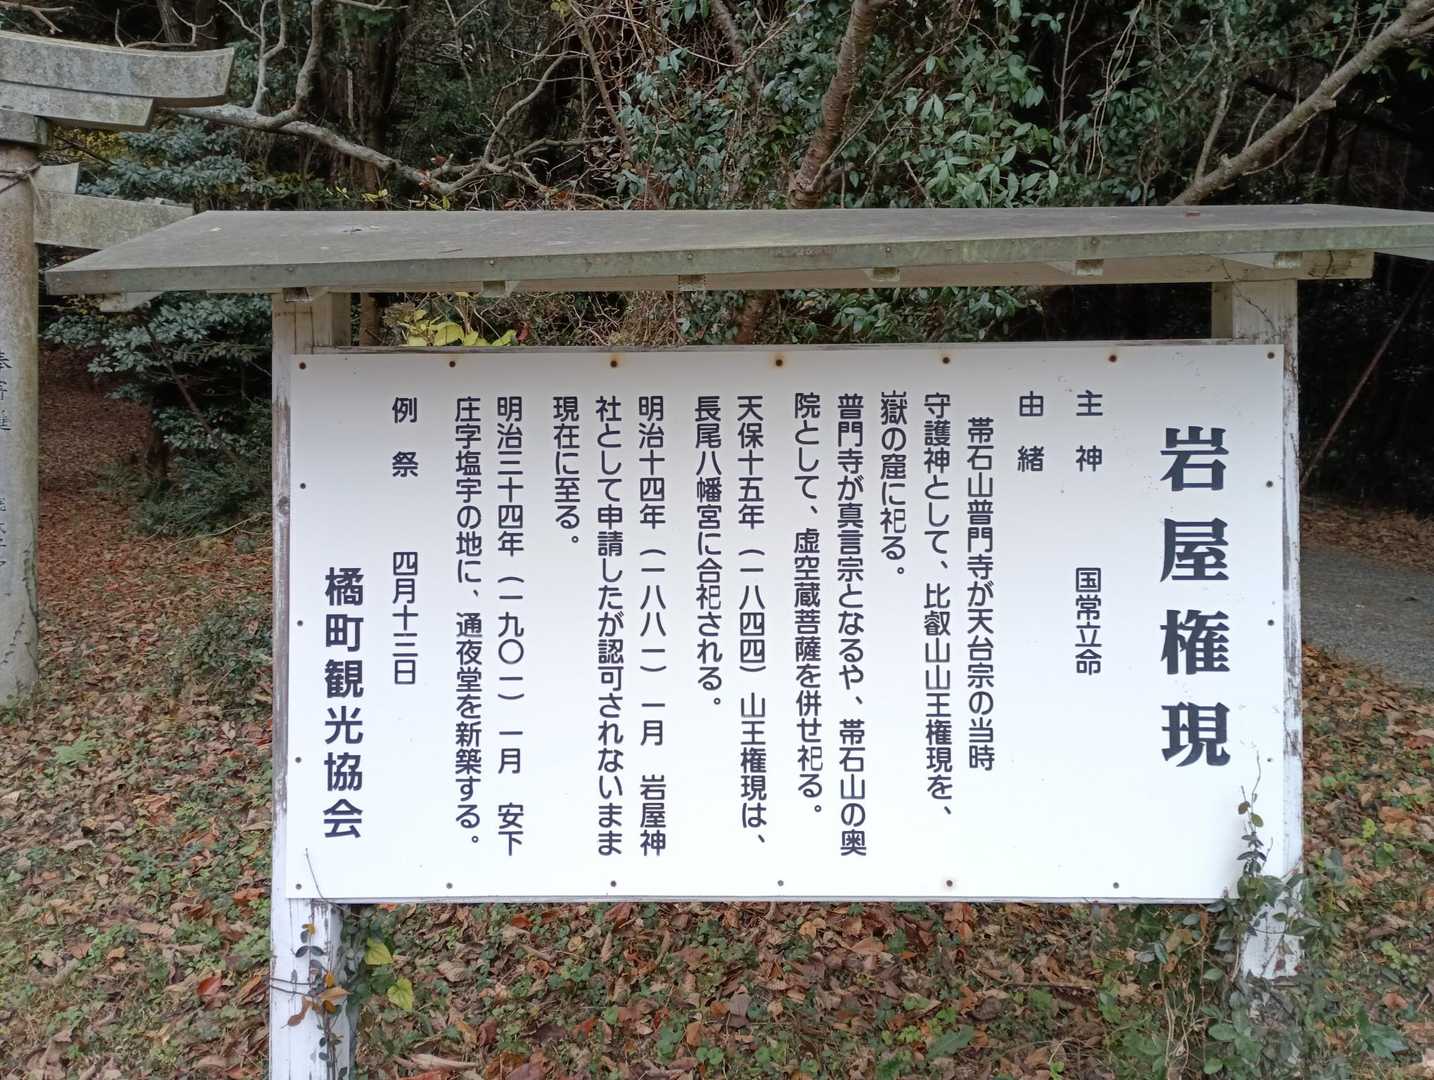 岩屋権現
主神　国常立命
由緒
帯石山普門寺が天台宗の当時
守護神として、比叡山山王権現を、
嶽の窟に祀る。
普門寺が真言宗となるや、帯石山の奥
院として、虚空蔵菩薩を併せ祀る。
天保十五年（一八四四）山王権現は、
長尾八幡宮に合祀される。
明治十四年（一八八一）一月　岩屋神
社として申請したが認可されないまま
現在に至る。
明治三十四年（一九〇一）一月　安下
庄字塩宇の地に、通夜堂を新築する。
例祭　四月十三日
橘町観光協会